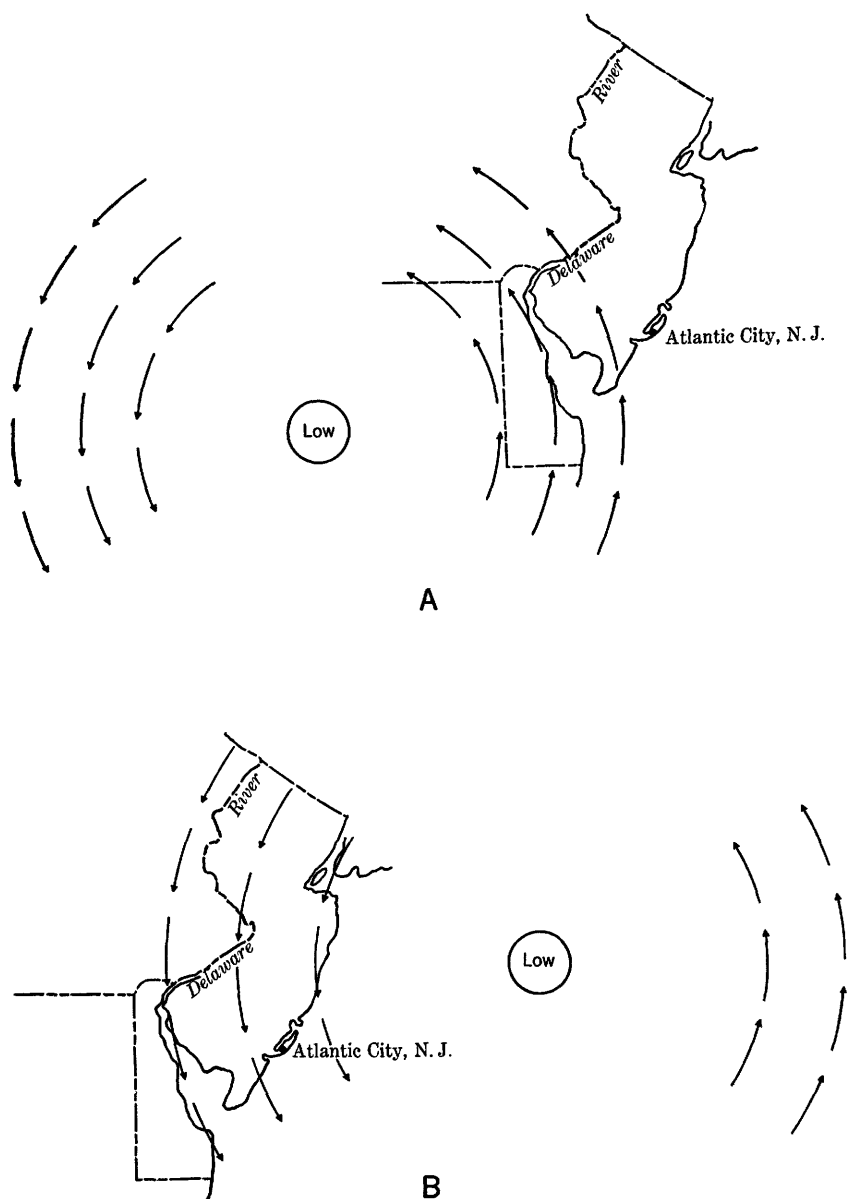 River
Delaware
Atlantic City, N. J.
Low
A
River
Delaware
Low
Atlantic City, N. J.
B